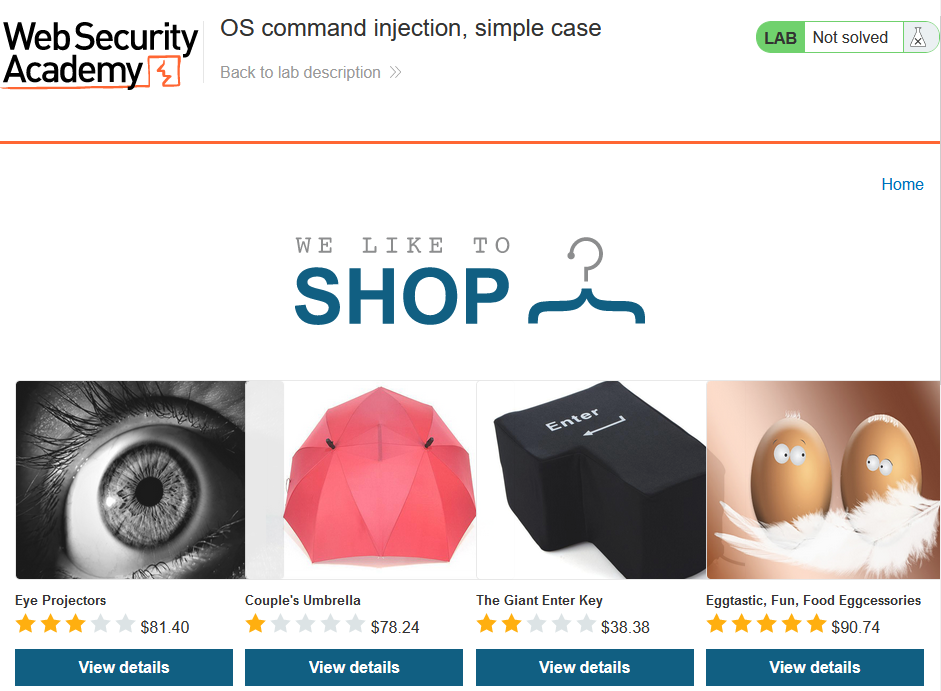 Web Security
Academy
OS command injection, simple case
Back to lab description
LAB
Not solved
Home
WE LIKE TO
SHOP
Enter
Eye Projectors
$81.40
View details
Couple's Umbrella
$78.24
View details
The Giant Enter Key
$38.38
View details
Eggtastic, Fun, Food Eggcessories
$90.74
View details